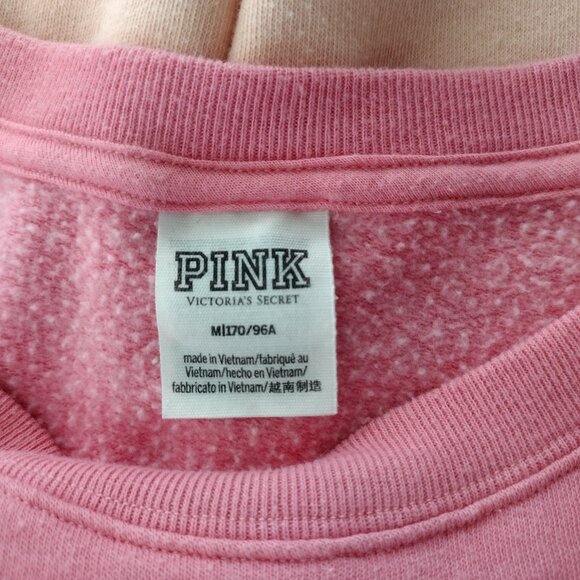 PINK
VICTORIA'S SECRET
M|170/96A
made in Vietnam/fabriqué au
Vietnam/hecho en Vietnam/
fabbricato in Vietnam/越南制造